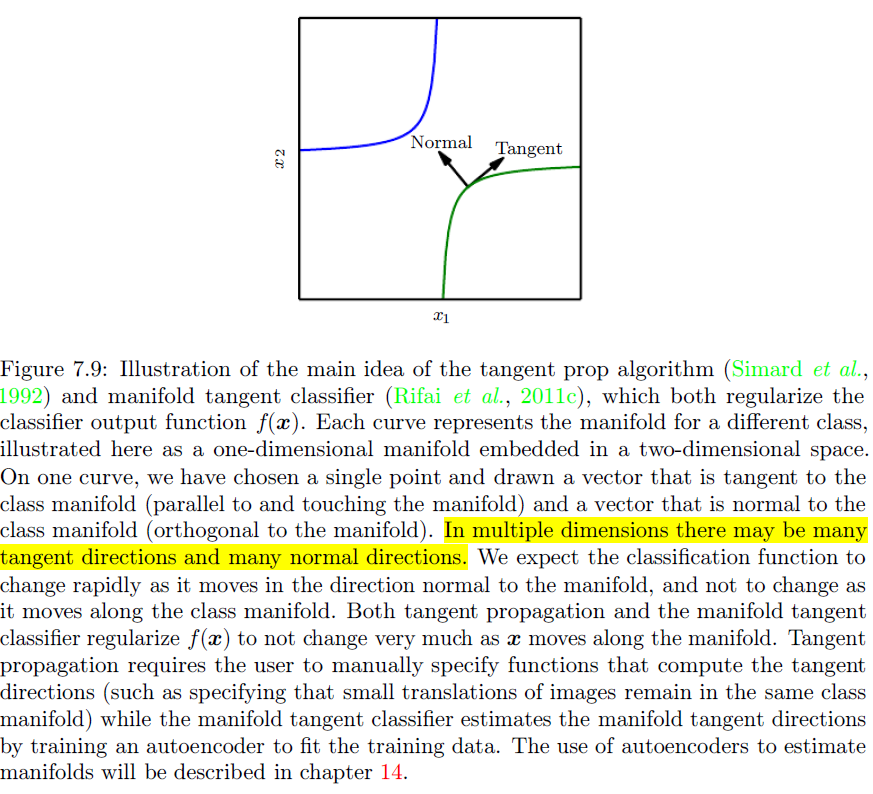 Normal
Tangent
x2
x1
Figure 7.9: Illustration of the main idea of the tangent prop algorithm (Simard et al.,
1992) and manifold tangent classifier (Rifai et al., 2011c), which both regularize the
classifier output function f(x). Each curve represents the manifold for a different class,
illustrated here as a one-dimensional manifold embedded in a two-dimensional space.
On one curve, we have chosen a single point and drawn a vector that is tangent to the
class manifold (parallel to and touching the manifold) and a vector that is normal to the
class manifold (orthogonal to the manifold). In multiple dimensions there may be many
tangent directions and many normal directions. We expect the classification function to
change rapidly as it moves in the direction normal to the manifold, and not to change as
it moves along the class manifold. Both tangent propagation and the manifold tangent
classifier regularize f(x) to not change very much as x moves along the manifold. Tangent
propagation requires the user to manually specify functions that compute the tangent
directions (such as specifying that small translations of images remain in the same class
manifold) while the manifold tangent classifier estimates the manifold tangent directions
by training an autoencoder to fit the training data. The use of autoencoders to estimate
manifolds will be described in chapter 14.